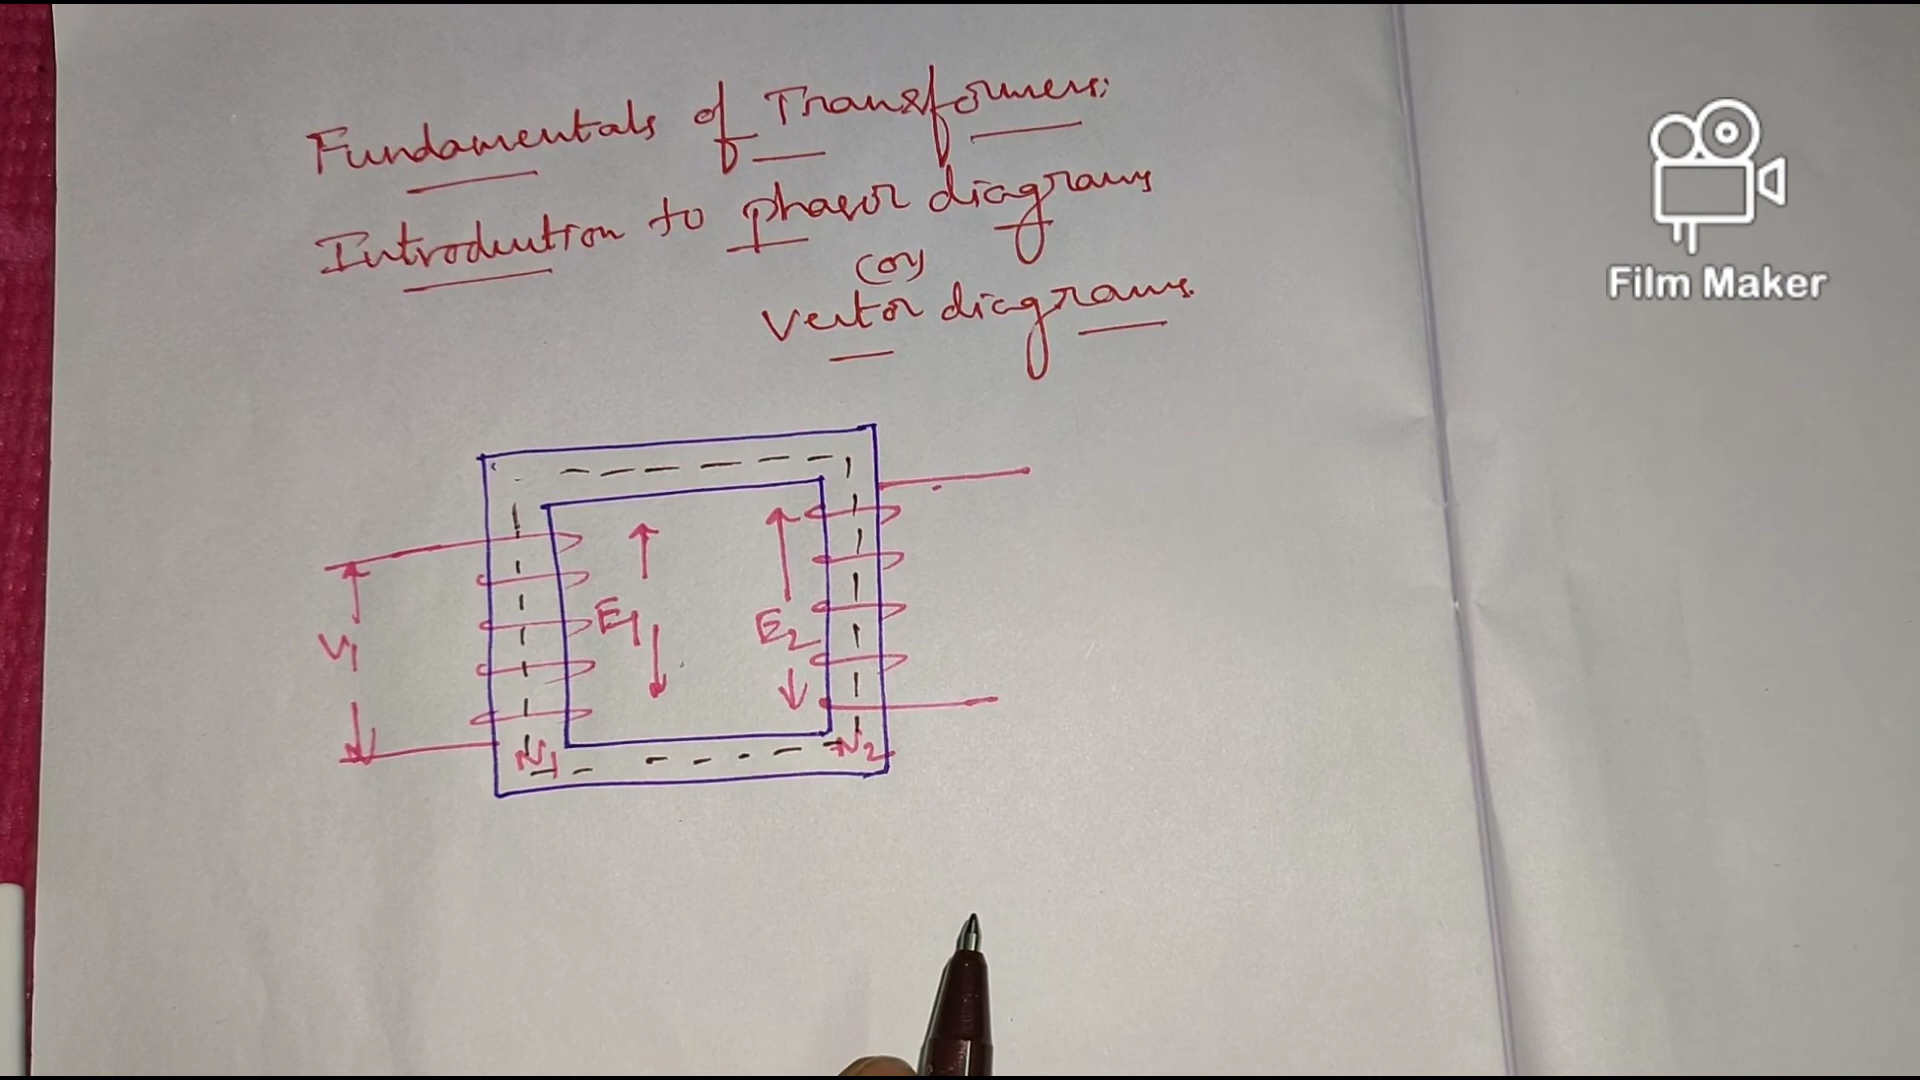 Fundamentals of Transformers:
Introduction to phasor diagrams
(or)
Vector diagrams.
V1
E1
E2
N1
N2
Film Maker